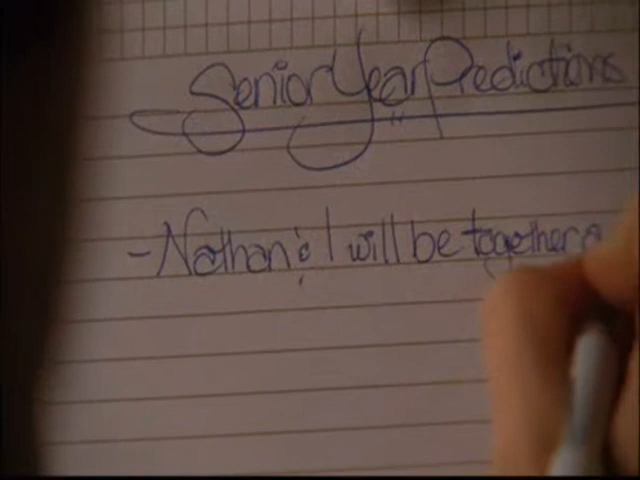 Senior Year Predictions
- Nathan & I will be together